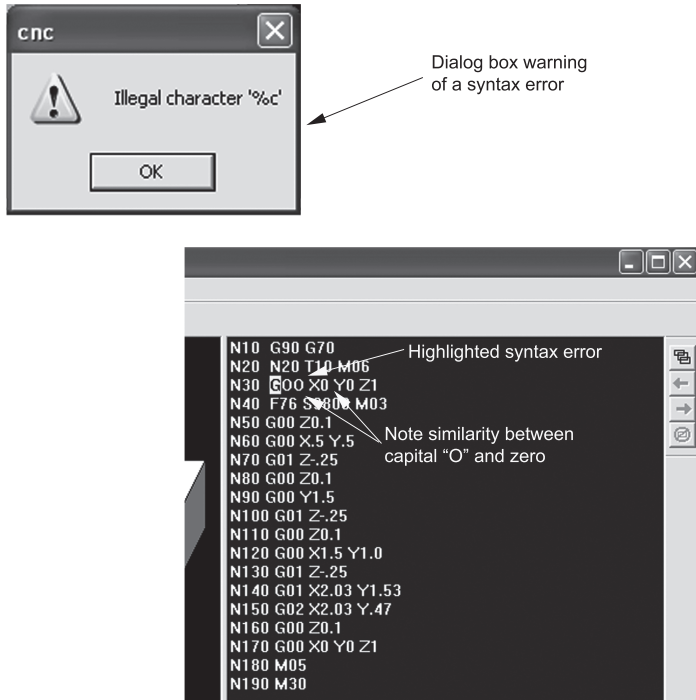 cnc
Illegal character '%c'
OK
Dialog box warning
of a syntax error
N10 G90 G70
N20 N20 T10 M06
N30 GOO X0 Y0 Z1
N40 F76 M03
N50 G00 Z0.1
N60 G00 X.5 Y.5
N70 G01 Z-.25
N80 G00 Z0.1
N90 G00 Y1.5
N100 G01 Z-.25
N110 G00 Z0.1
N120 G00 X1.5 Y1.0
N130 G01 Z-.25
N140 G01 X2.03 Y1.53
N150 G02 X2.03 Y.47
N160 G00 Z0.1
N170 G00 X0 Y0 Z1
N180 M05
N190 M30
Highlighted syntax error
Note similarity between
capital “O” and zero